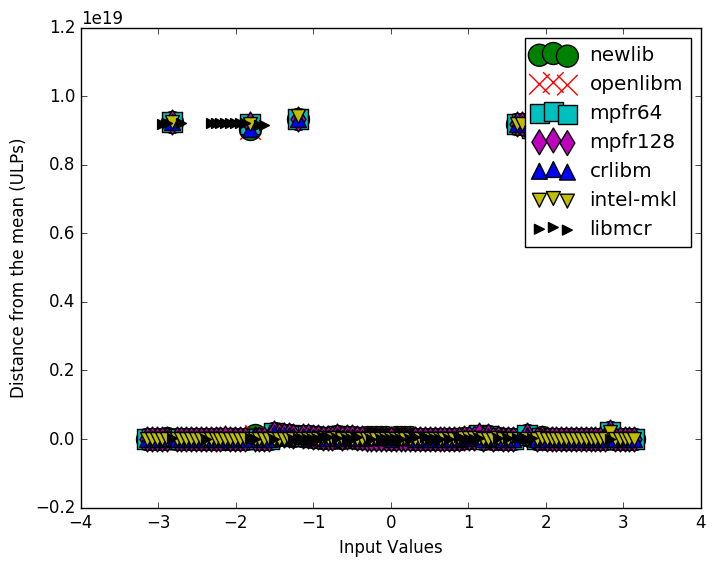 1e19
1.2
1.0
0.8
0.6
0.4
0.2
0.0
−0.2
Distance from the mean (ULPs)
newlib
openlibm
mpfr64
mpfr128
crlibm
intel-mkl
libmcr
−4 −3 −2 −1 0 1 2 3 4
Input Values